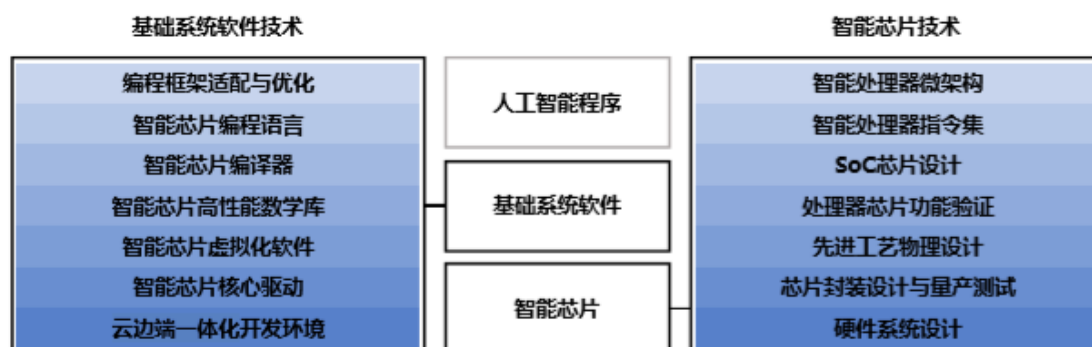 基础系统软件技术
编程框架适配与优化
智能芯片编程语言
智能芯片编译器
智能芯片高性能数学库
智能芯片虚拟化软件
智能芯片核心驱动
云边端一体化开发环境
人工智能程序
基础系统软件
智能芯片
智能芯片技术
智能处理器微架构
智能处理器指令集
SoC芯片设计
处理器芯片功能验证
先进工艺物理设计
芯片封装设计与量产测试
硬件系统设计